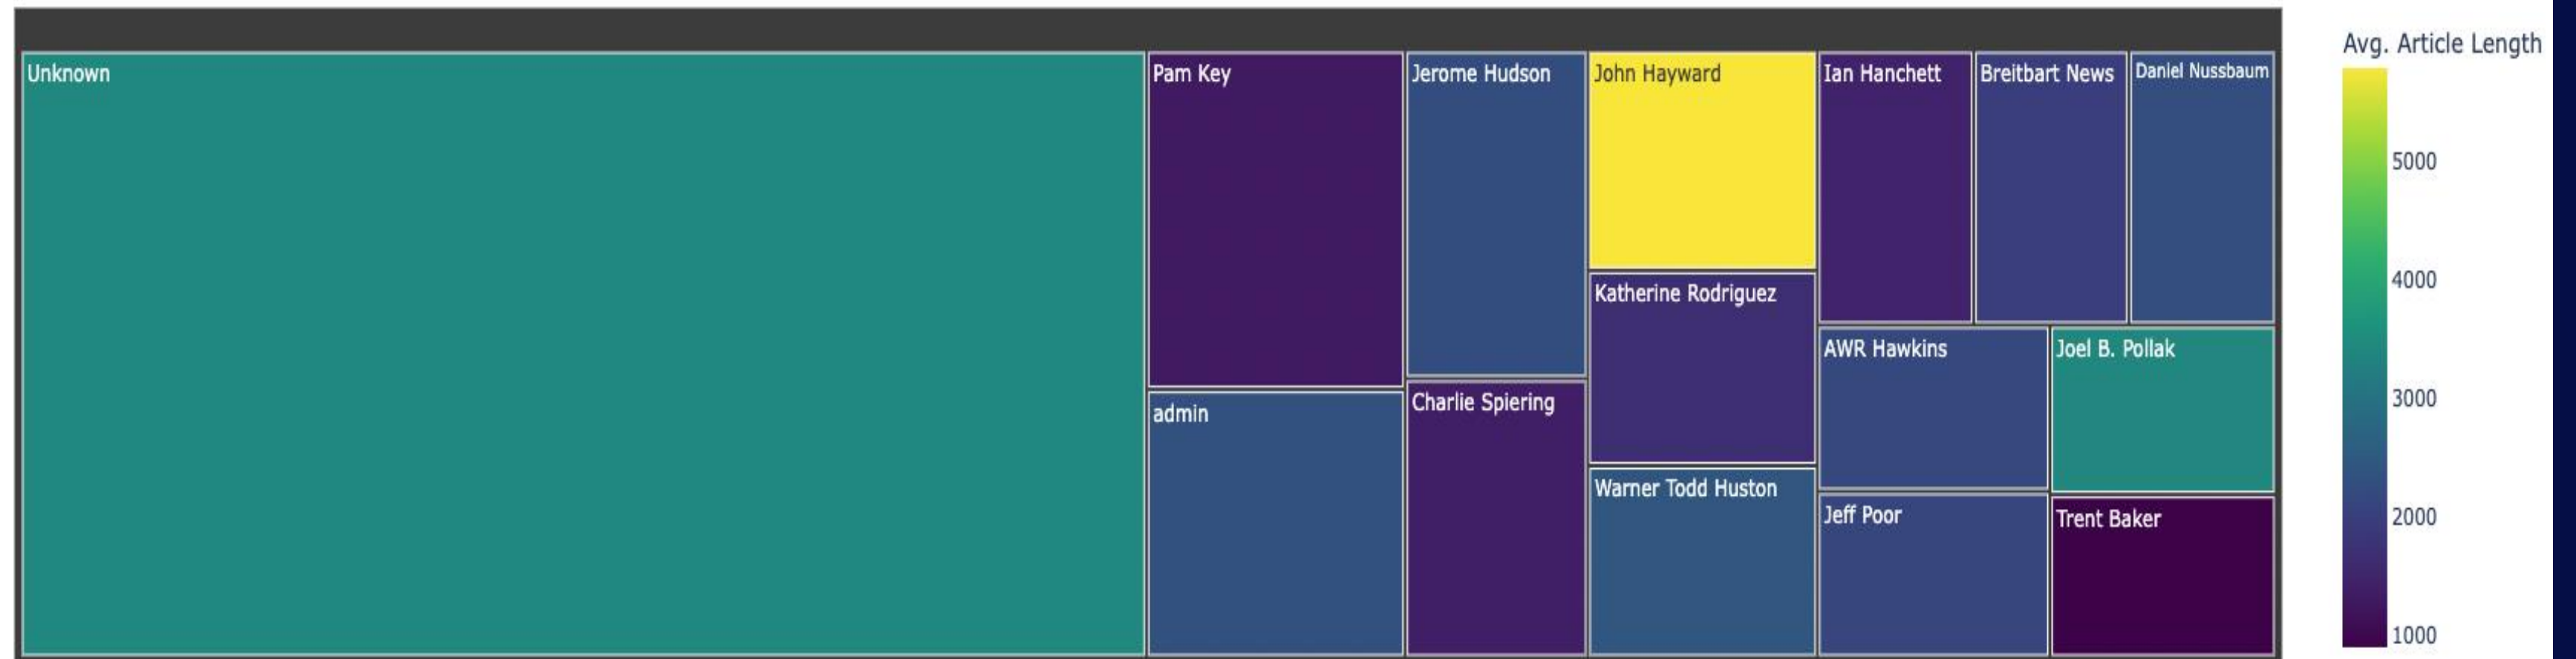 Unknown
Pam Key
Jerome Hudson
John Hayward
Ian Hanchett
Breitbart News
Daniel Nussbaum
Avg. Article Length
5000
4000
3000
2000
1000
Katherine Rodriguez
AWR Hawkins
Joel B. Pollak
admin
Charlie Spiering
Warner Todd Huston
Jeff Poor
Trent Baker